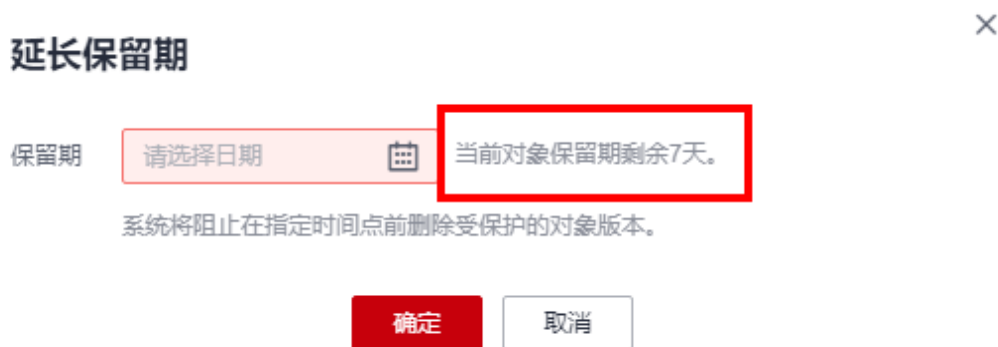 延长保留期
保留期 请选择日期 当前对象保留期剩余7天。
系统将阻止在指定时间点前删除受保护的对象版本。
确定 取消